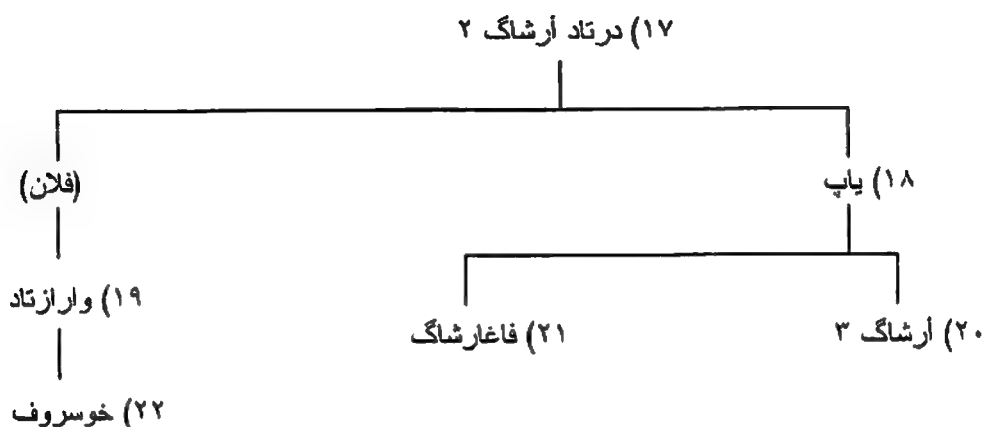 ١٧) درتاد أرشاگ ٢
١٨) ياپ
(فلان)
١٩) وارازتاد
٢٠) أرشاگ ٣
٢١) فاغارشاگ
٢٢) خوسروف